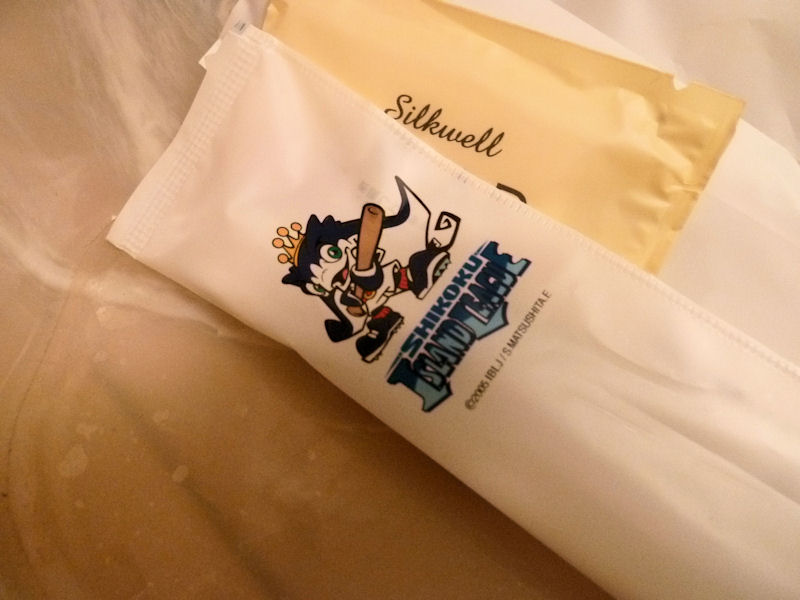 Silkwell
SHIKOKU
ISLAND LEAGUE
©2005 IBLJ / S.MATSUSHITA.F